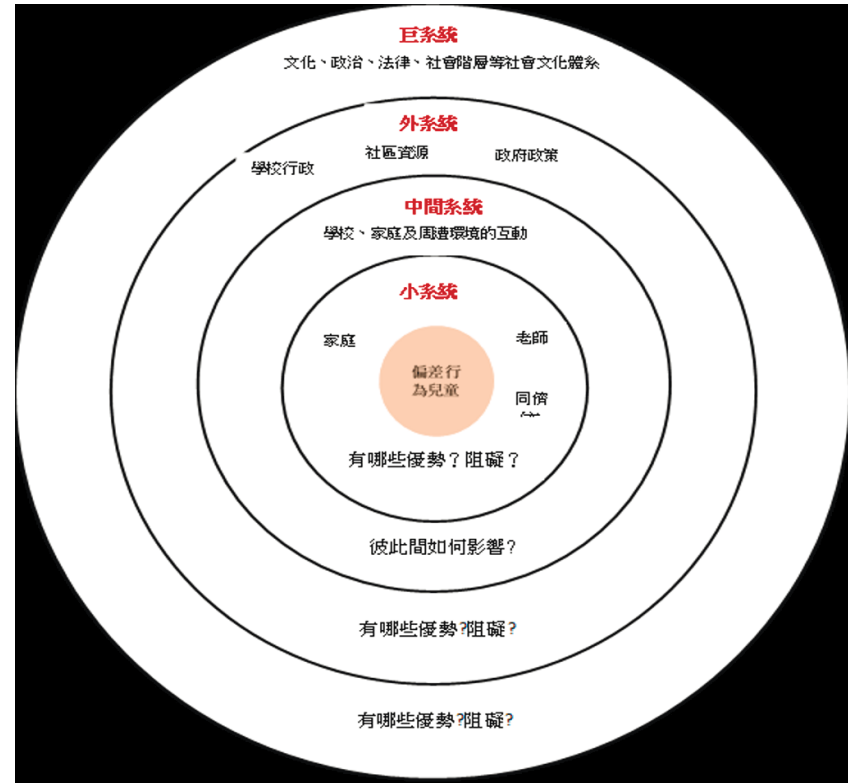 巨系統
文化、政治、法律、社會階層等社會文化體系
外系統
學校行政 社區資源 政府政策
中間系統
學校、家庭及周遭環境的互動
小系統
家庭 老師
偏差行
為兒童
同儕
有哪些優勢？阻礙？
彼此間如何影響?
有哪些優勢?阻礙?
有哪些優勢?阻礙?